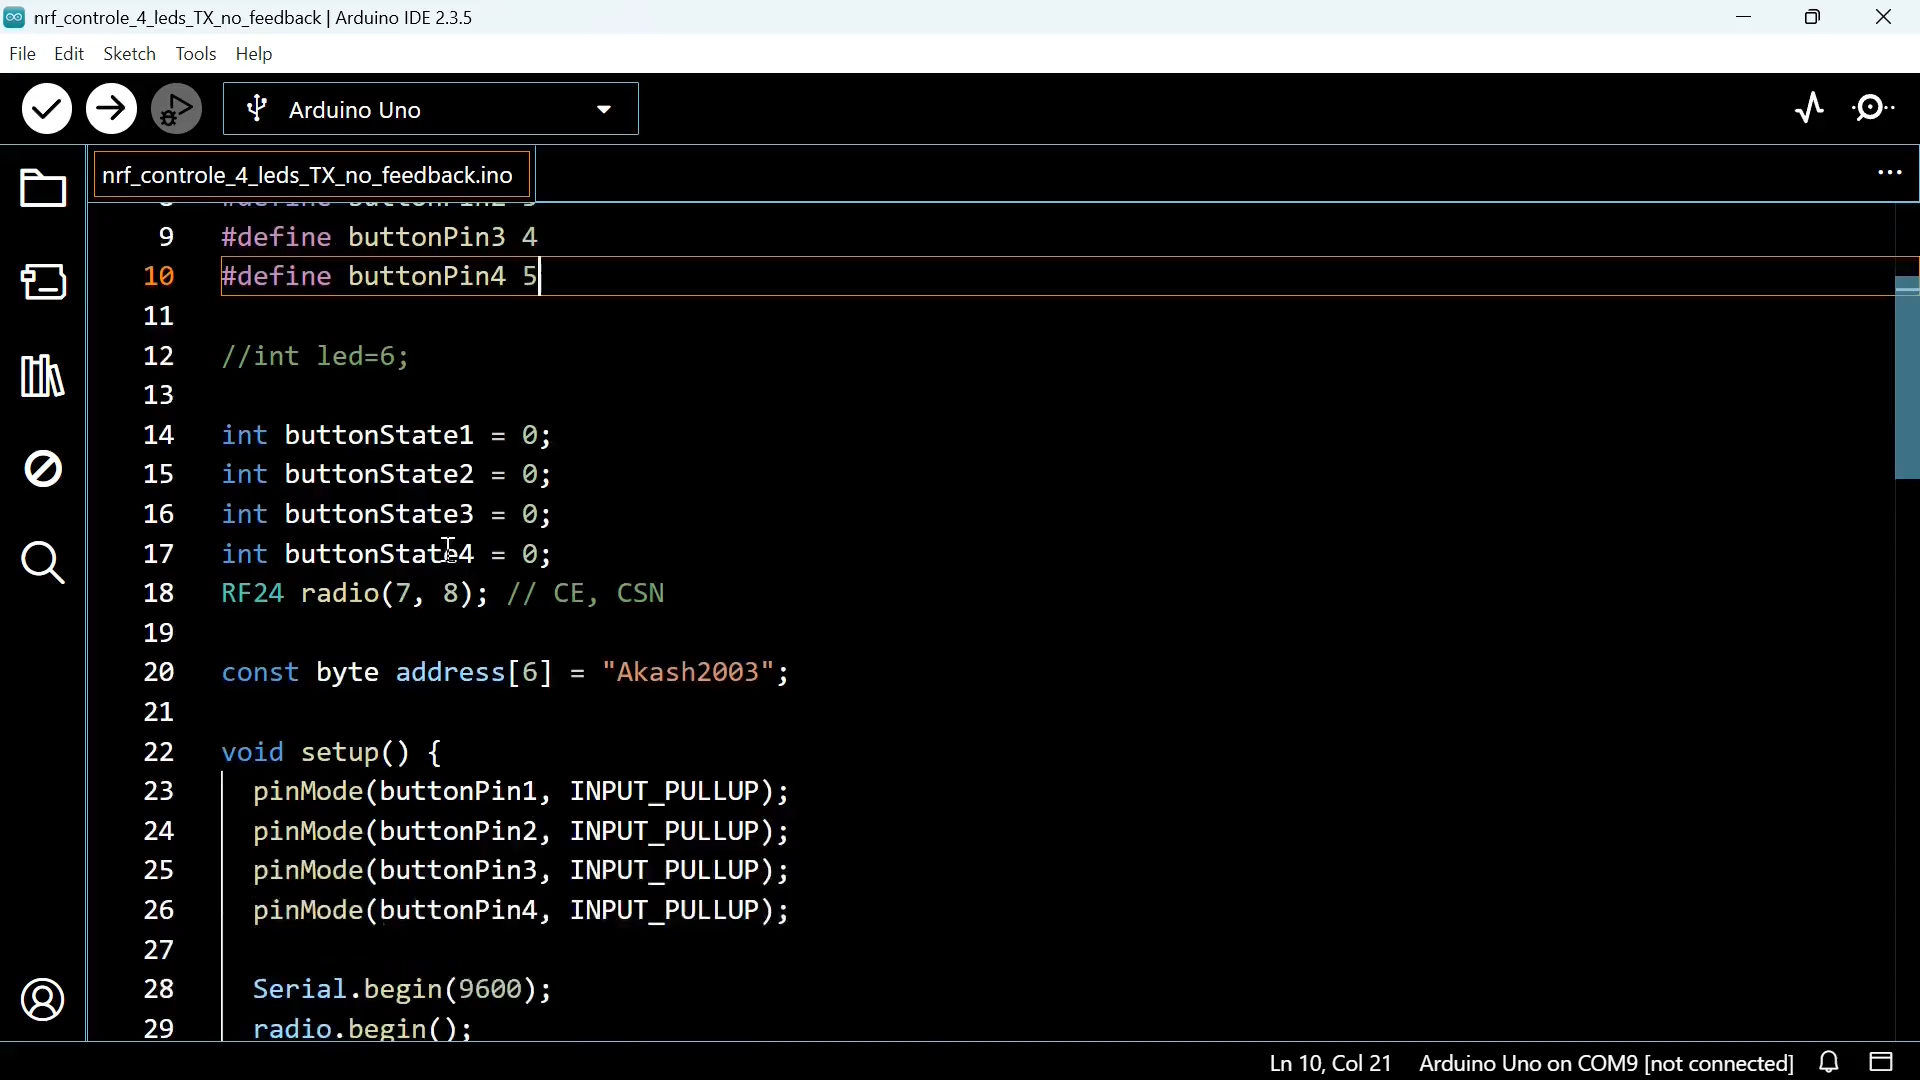 nrf_controle_4_leds_TX_no_feedback | Arduino IDE 2.3.5
File Edit Sketch Tools Help
Arduino Uno
nrf_controle_4_leds_TX_no_feedback.ino
9 #define buttonPin3 4
10 #define buttonPin4 5
11
12 //int led=6;
13
14 int buttonState1 = 0;
15 int buttonState2 = 0;
16 int buttonState3 = 0;
17 int buttonState4 = 0;
18 RF24 radio(7, 8); // CE, CSN
19
20 const byte address[6] = "Akash2003";
21
22 void setup() {
23 pinMode(buttonPin1, INPUT_PULLUP);
24 pinMode(buttonPin2, INPUT_PULLUP);
25 pinMode(buttonPin3, INPUT_PULLUP);
26 pinMode(buttonPin4, INPUT_PULLUP);
27
28 Serial.begin(9600);
29 radio.begin();
Ln 10, Col 21 Arduino Uno on COM9 [not connected]